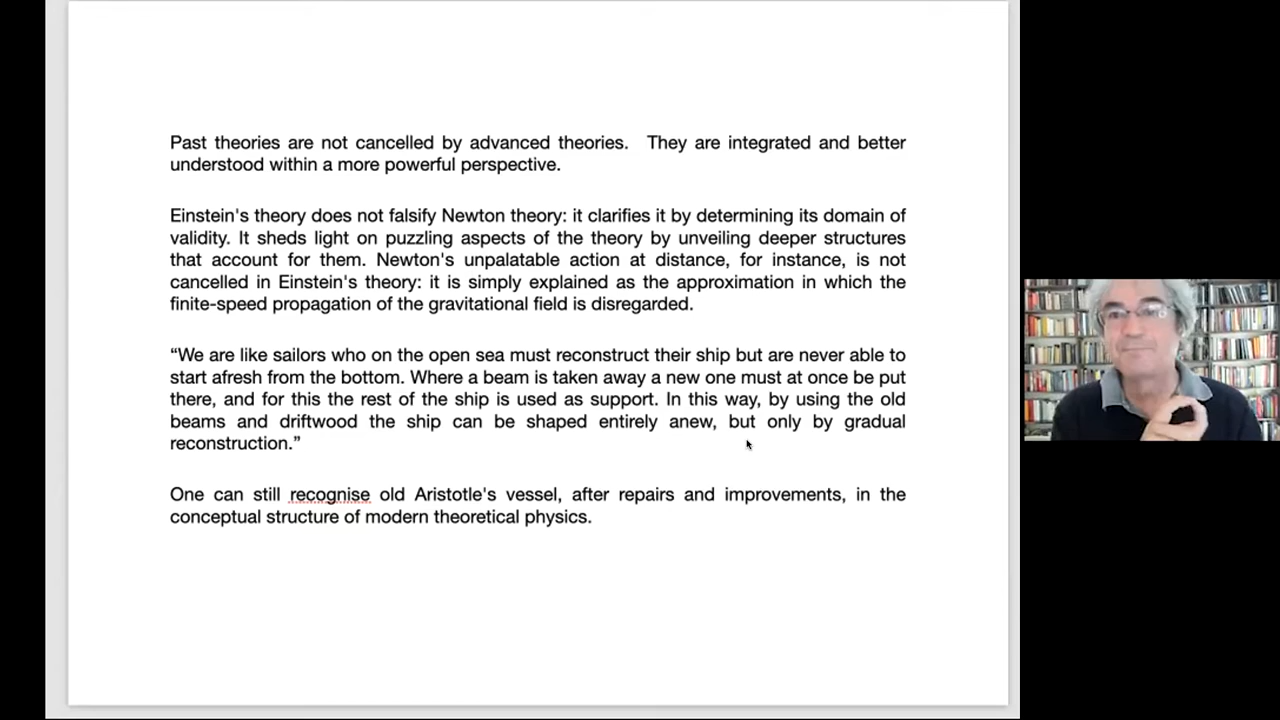 Past theories are not cancelled by advanced theories.  They are integrated and better
understood within a more powerful perspective.
Einstein's theory does not falsify Newton theory: it clarifies it by determining its domain of
validity. It sheds light on puzzling aspects of the theory by unveiling deeper structures
that account for them. Newton's unpalatable action at distance, for instance, is not
cancelled in Einstein's theory: it is simply explained as the approximation in which the
finite-speed propagation of the gravitational field is disregarded.
“We are like sailors who on the open sea must reconstruct their ship but are never able to
start afresh from the bottom. Where a beam is taken away a new one must at once be put
there, and for this the rest of the ship is used as support. In this way, by using the old
beams and driftwood the ship can be shaped entirely anew, but only by gradual
reconstruction.”
One can still recognise old Aristotle's vessel, after repairs and improvements, in the
conceptual structure of modern theoretical physics.